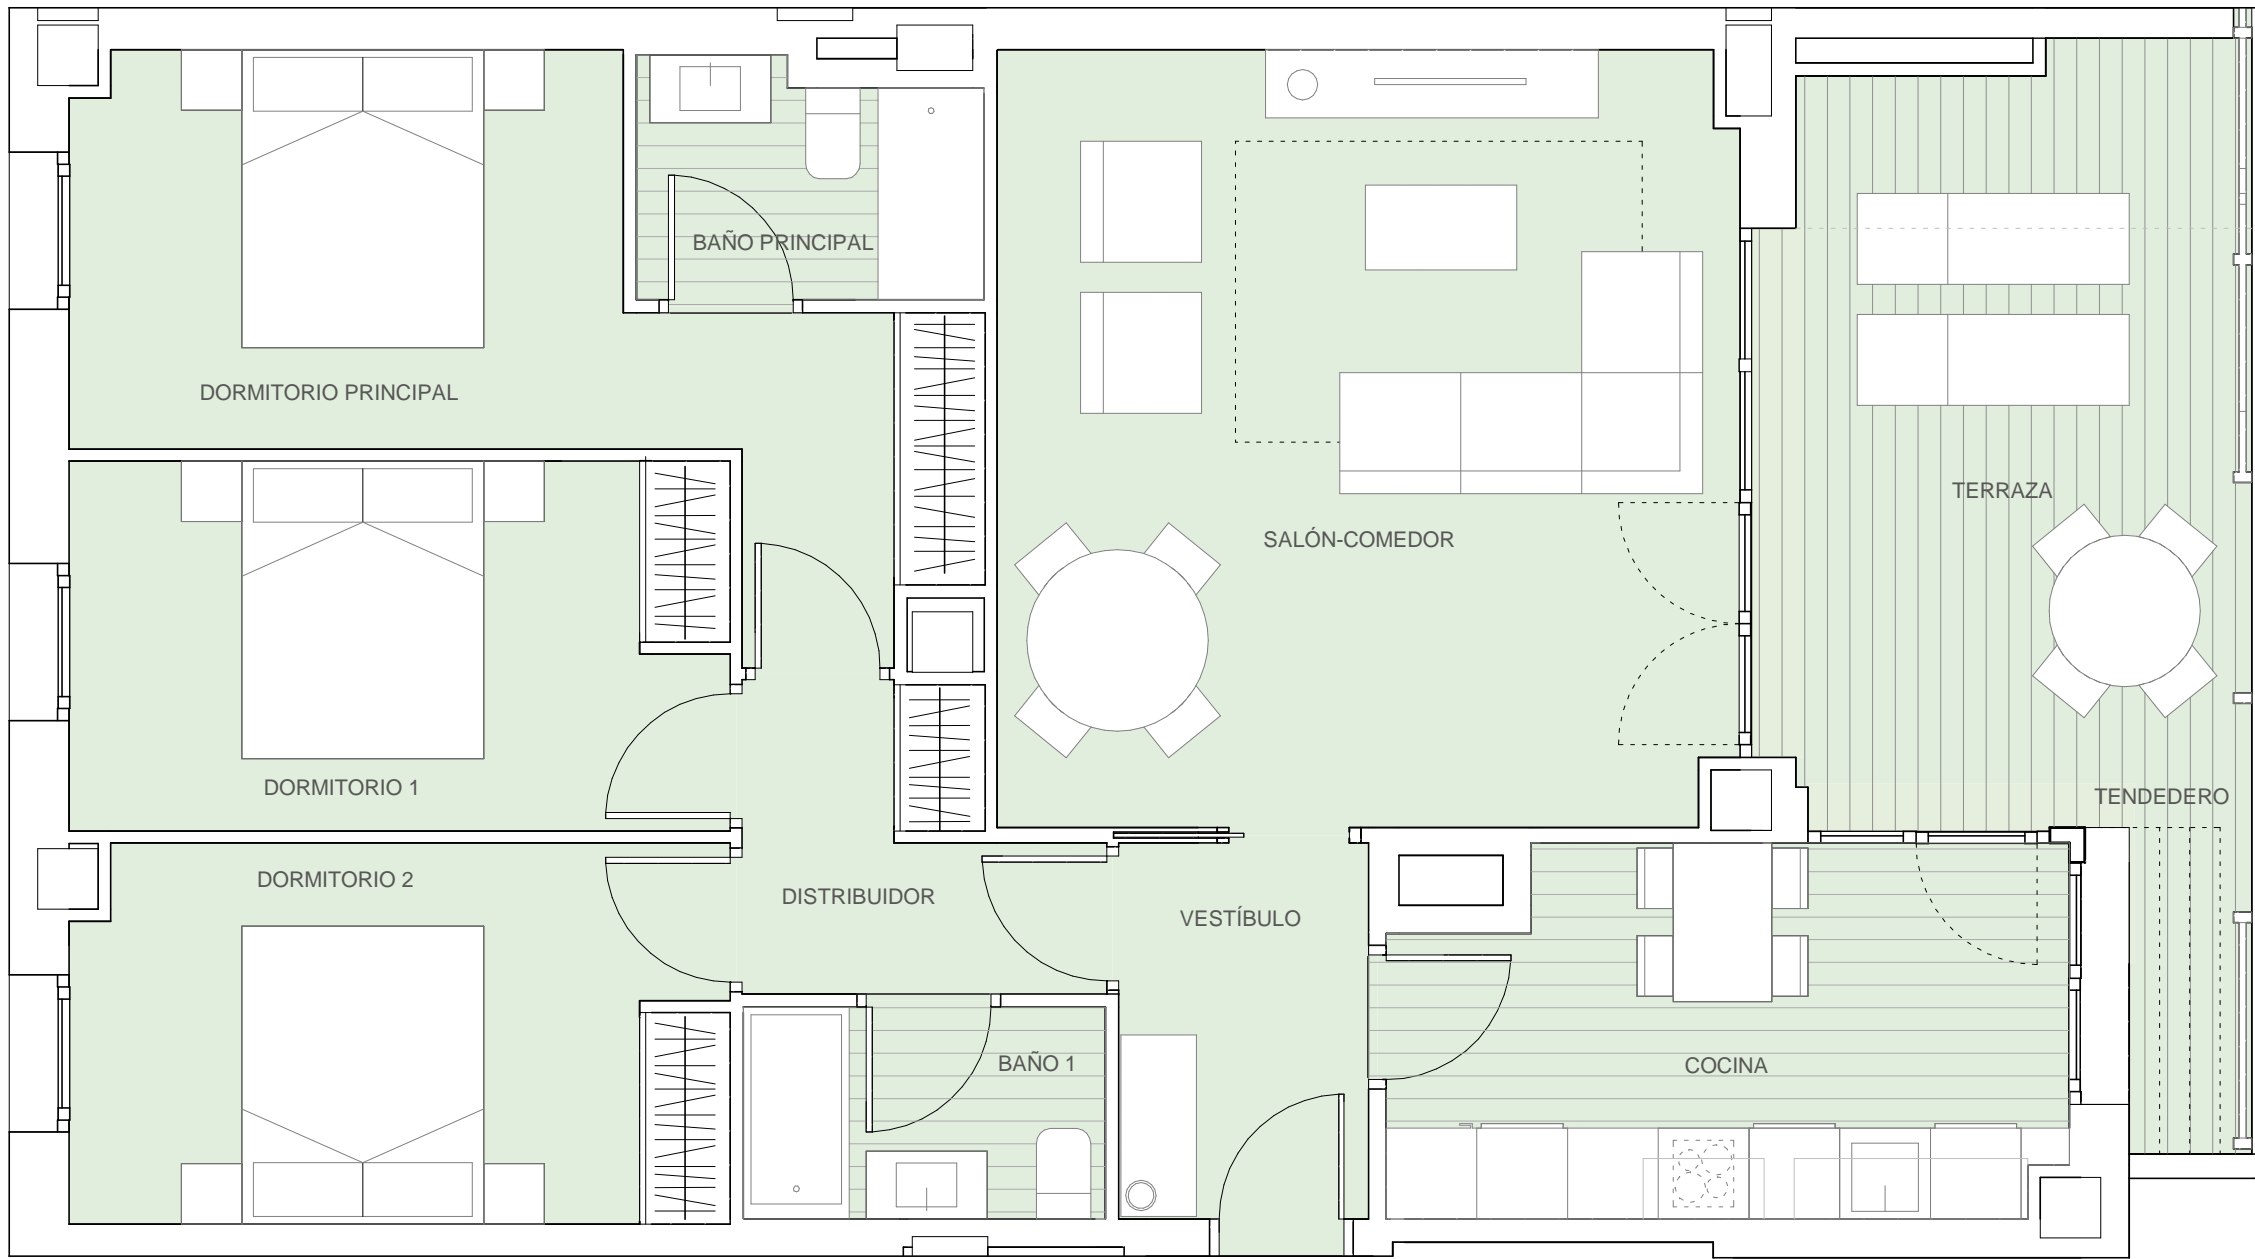 BAÑO PRINCIPAL
DORMITORIO PRINCIPAL
TERRAZA
SALÓN-COMEDOR
DORMITORIO 1
TENDEDERO
DORMITORIO 2
DISTRIBUIDOR
VESTÍBULO
BAÑO 1
COCINA